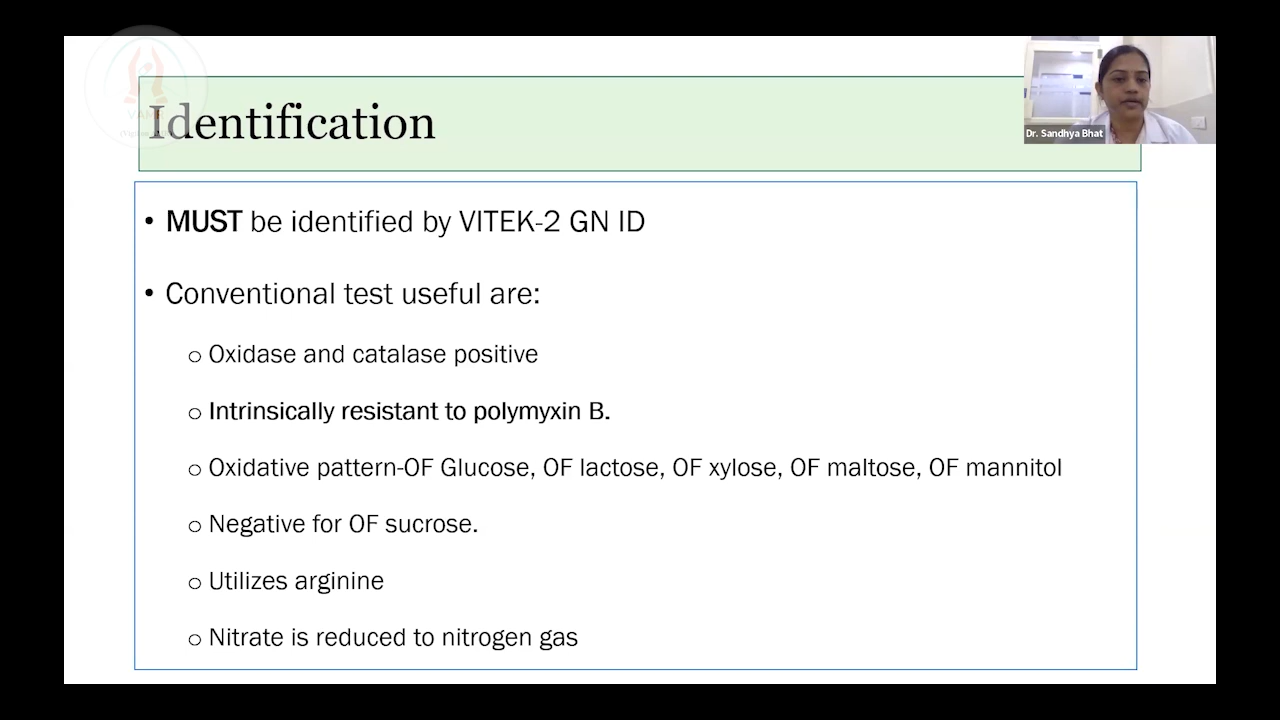 VAMR
Identification
Dr. Sandhya Bhat
• MUST be identified by VITEK-2 GN ID
• Conventional test useful are:
o Oxidase and catalase positive
o Intrinsically resistant to polymyxin B.
o Oxidative pattern-OF Glucose, OF lactose, OF xylose, OF maltose, OF mannitol
o Negative for OF sucrose.
o Utilizes arginine
o Nitrate is reduced to nitrogen gas